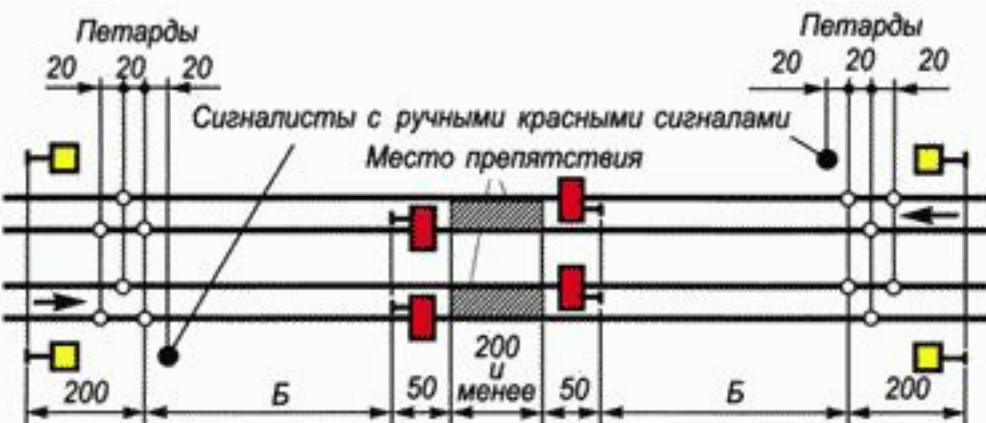 Петарды
20 20 20
Петарды
20 20 20
Сигналисты с ручными красными сигналами
Место препятствия
200
Б
50
200
и
менее
50
Б
200